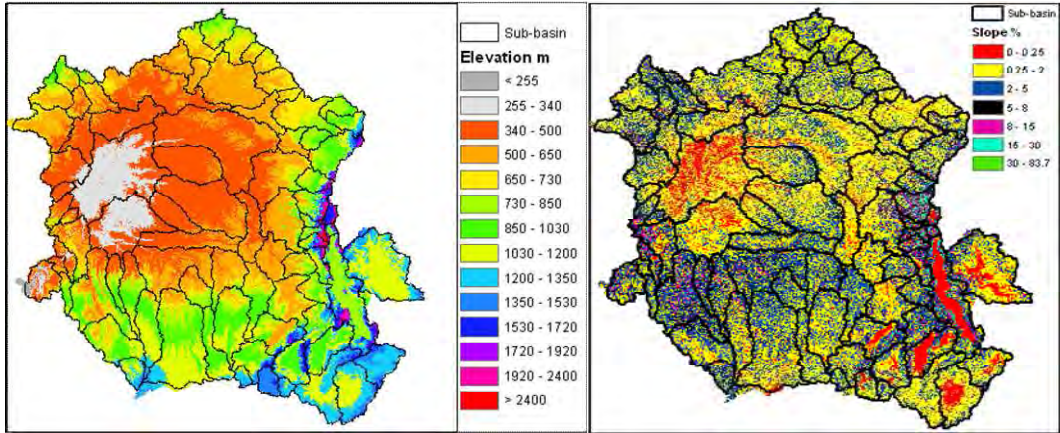 Sub-basin
Elevation m
< 255
255 - 340
340 - 500
500 - 650
650 - 730
730 - 850
850 - 1030
1030 - 1200
1200 - 1350
1350 - 1530
1530 - 1720
1720 - 1920
1920 - 2400
> 2400
Sub-basin
Slope %
0 - 0.25
0.25 - 2
2 - 5
5 - 8
8 - 15
15 - 30
30 - 83.7